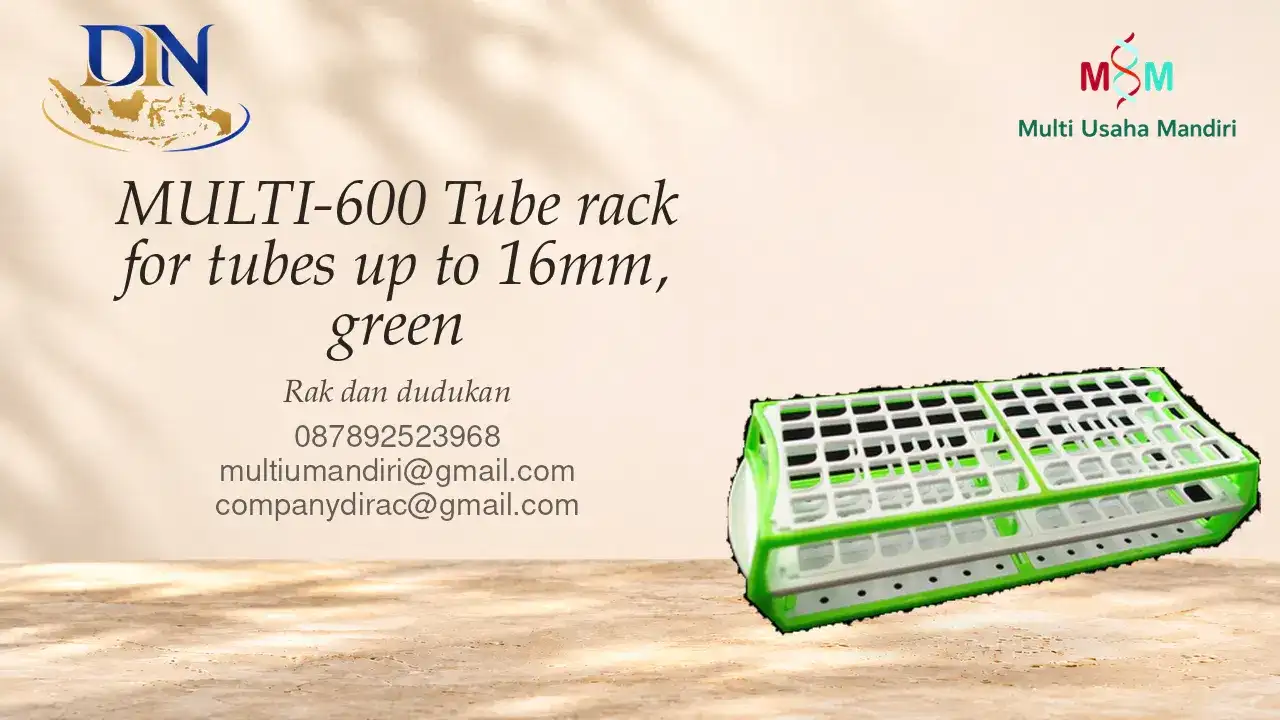 DIN
M M
Multi Usaha Mandiri
MULTI-600 Tube rack
for tubes up to 16mm,
green
Rak dan dudukan
087892523968
multiumandiri@gmail.com
companydirac@gmail.com